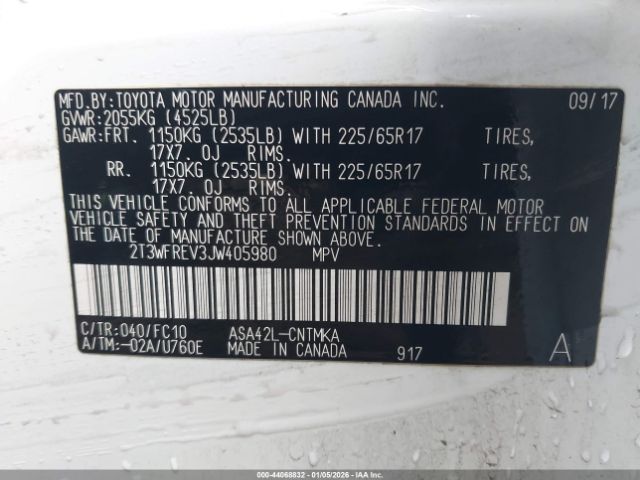 MFD.BY:TOYOTA MOTOR MANUFACTURING CANADA INC. 09/17
GVWR:2055KG (4525LB)
GAWR:FRT. 1150KG (2535LB) WITH 225/65R17 TIRES,
17X7.0J RIMS.
RR. 1150KG (2535LB) WITH 225/65R17 TIRES,
17X7.0J RIMS.
THIS VEHICLE CONFORMS TO ALL APPLICABLE FEDERAL MOTOR
VEHICLE SAFETY AND THEFT PREVENTION STANDARDS IN EFFECT ON
THE DATE OF MANUFACTURE SHOWN ABOVE.
2T3WFREV3JW405980 MPV
C/TR:040/FC10 ASA42L-CNTMKA
A/TM:-02A/U760E MADE IN CANADA 917 A
000-44068832 - 01/05/2026 - IAA Holdings, LLC.